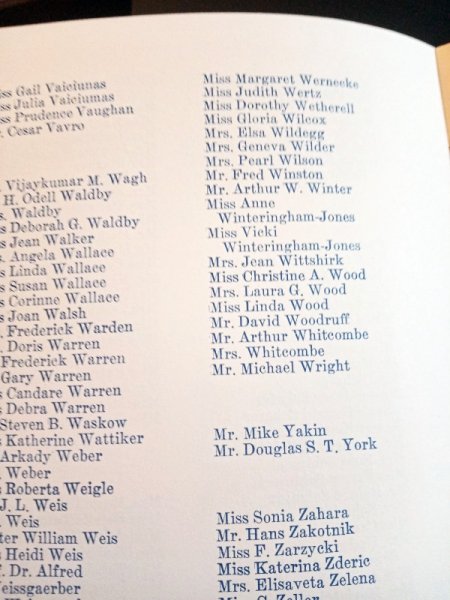 iss Gail Vaiciunas
ss Julia Vaiciumas
ss Prudence Vaughan
r. Cesar Vavro
. Vijaykumar M. Wagh
H. Odell Waldby
s. Waldby
s Deborah G. Waldby
s Jean Walker
s. Angela Wallace
s Linda Wallace
s Susan Wallace
s Corinne Wallace
s Joan Walsh
. Frederick Warden
. Doris Warren
Frederick Warren
Gary Warren
s Candare Warren
s Debra Warren
Steven B. Waskow
s Katherine Wattiker
Arkady Weber
. Weber
s Roberta Weigle
J. L. Weis
. Weis
ter William Weis
s Heidi Weis
f. Dr. Alfred
Weissgaerber
Miss Margaret Wernecke
Miss Judith Wertz
Miss Dorothy Wetherell
Miss Gloria Wilcox
Mrs. Elsa Wildegg
Mrs. Geneva Wilder
Mrs. Pearl Wilson
Mr. Fred Winston
Mr. Arthur W. Winter
Miss Anne
Winteringham-Jones
Miss Vicki
Winteringham-Jones
Mrs. Jean Wittshirk
Miss Christine A. Wood
Mrs. Laura G. Wood
Miss Linda Wood
Mr. David Woodruff
Mr. Arthur Whitcombe
Mrs. Whitcombe
Mr. Michael Wright
Mr. Mike Yakin
Mr. Douglas S. T. York
Miss Sonia Zahara
Mr. Hans Zakotnik
Miss F. Zarzycki
Miss Katerina Zderic
Mrs. Elisaveta Zelena